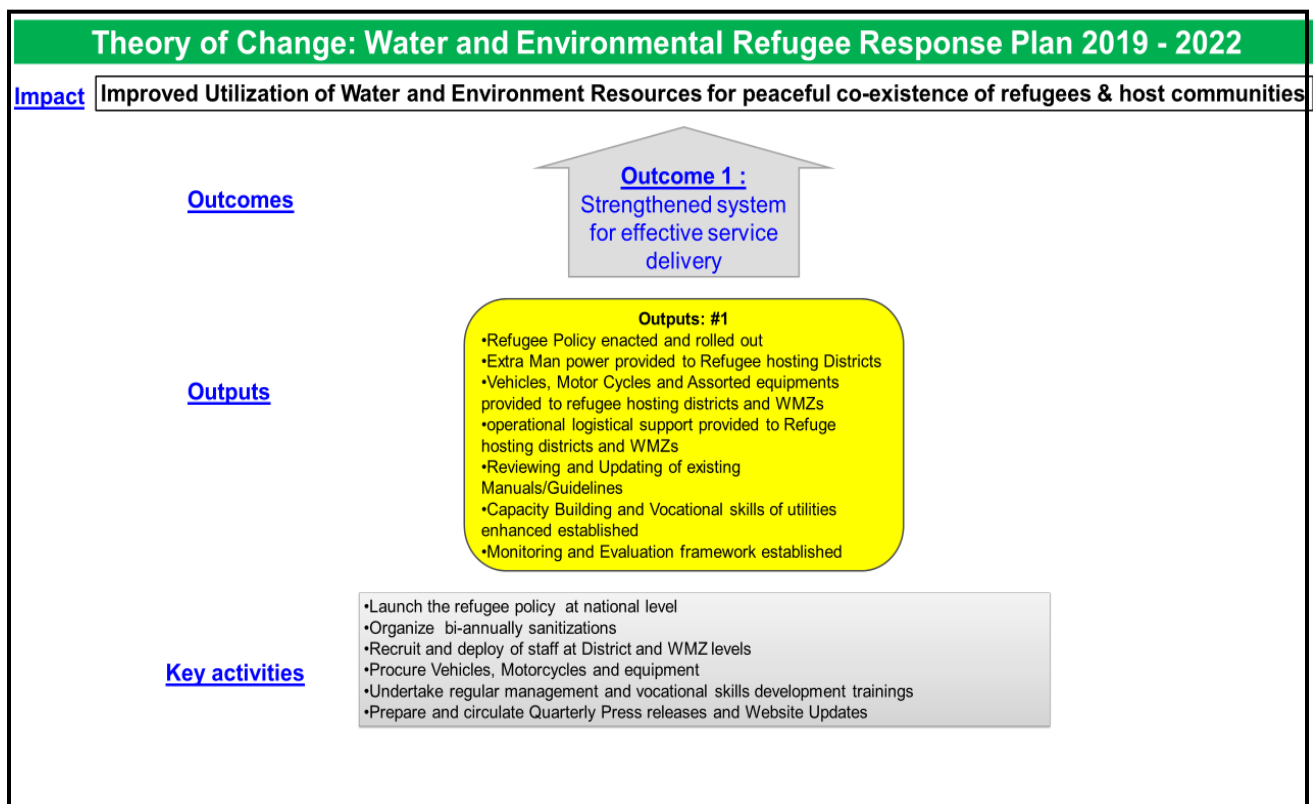 Theory of Change: Water and Environmental Refugee Response Plan 2019 - 2022
Impact
Improved Utilization of Water and Environment Resources for peaceful co-existence of refugees & host communities
Outcomes
Outcome 1 :
Strengthened system
for effective service
delivery
Outputs
Outputs: #1
•Refugee Policy enacted and rolled out
•Extra Man power provided to Refugee hosting Districts
•Vehicles, Motor Cycles and Assorted equipments
provided to refugee hosting districts and WMZs
•operational logistical support provided to Refuge
hosting districts and WMZs
•Reviewing and Updating of existing
Manuals/Guidelines
•Capacity Building and Vocational skills of utilities
enhanced established
•Monitoring and Evaluation framework established
Key activities
•Launch the refugee policy at national level
•Organize bi-annually sanitizations
•Recruit and deploy of staff at District and WMZ levels
•Procure Vehicles, Motorcycles and equipment
•Undertake regular management and vocational skills development trainings
•Prepare and circulate Quarterly Press releases and Website Updates